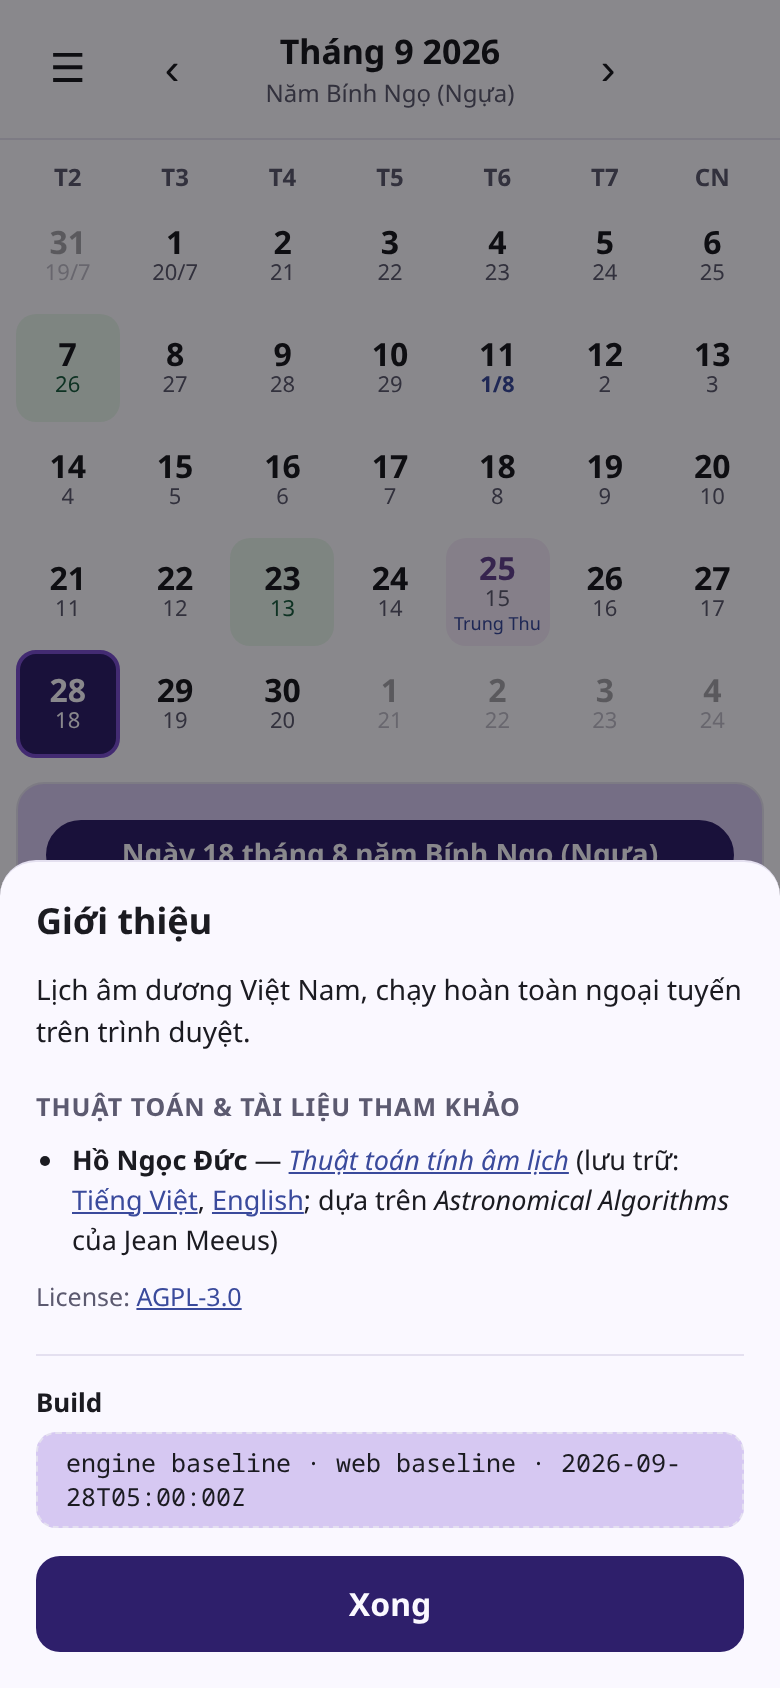 ☰ ‹ Tháng 9 2026 ›
Năm Bính Ngọ (Ngựa)
T2 T3 T4 T5 T6 T7 CN
31 1 2 3 4 5 6
19/7 20/7 21 22 23 24 25
7 8 9 10 11 12 13
26 27 28 29 1/8 2 3
14 15 16 17 18 19 20
4 5 6 7 8 9 10
21 22 23 24 25 26 27
11 12 13 14 15 16 17
Trung Thu
28 29 30 1 2 3 4
18 19 20 21 22 23 24
Ngày 18 tháng 8 năm Bính Ngọ (Ngựa)
Giới thiệu
Lịch âm dương Việt Nam, chạy hoàn toàn ngoại tuyến
trên trình duyệt.
THUẬT TOÁN & TÀI LIỆU THAM KHẢO
• Hồ Ngọc Đức — Thuật toán tính âm lịch (lưu trữ:
Tiếng Việt, English; dựa trên Astronomical Algorithms
của Jean Meeus)
License: AGPL-3.0
Build
engine baseline · web baseline · 2026-09-
28T05:00:00Z
Xong